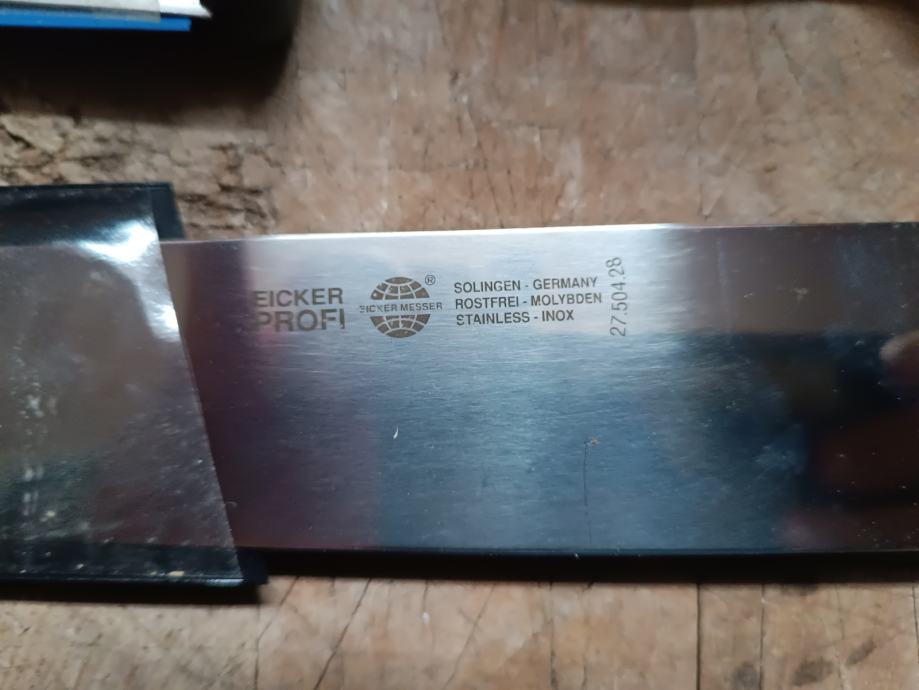 EICKER
PROFI
®
EICKER MESSER
SOLINGEN - GERMANY
ROSTFREI - MOLYBDEN
STAINLESS - INOX
27.504.28